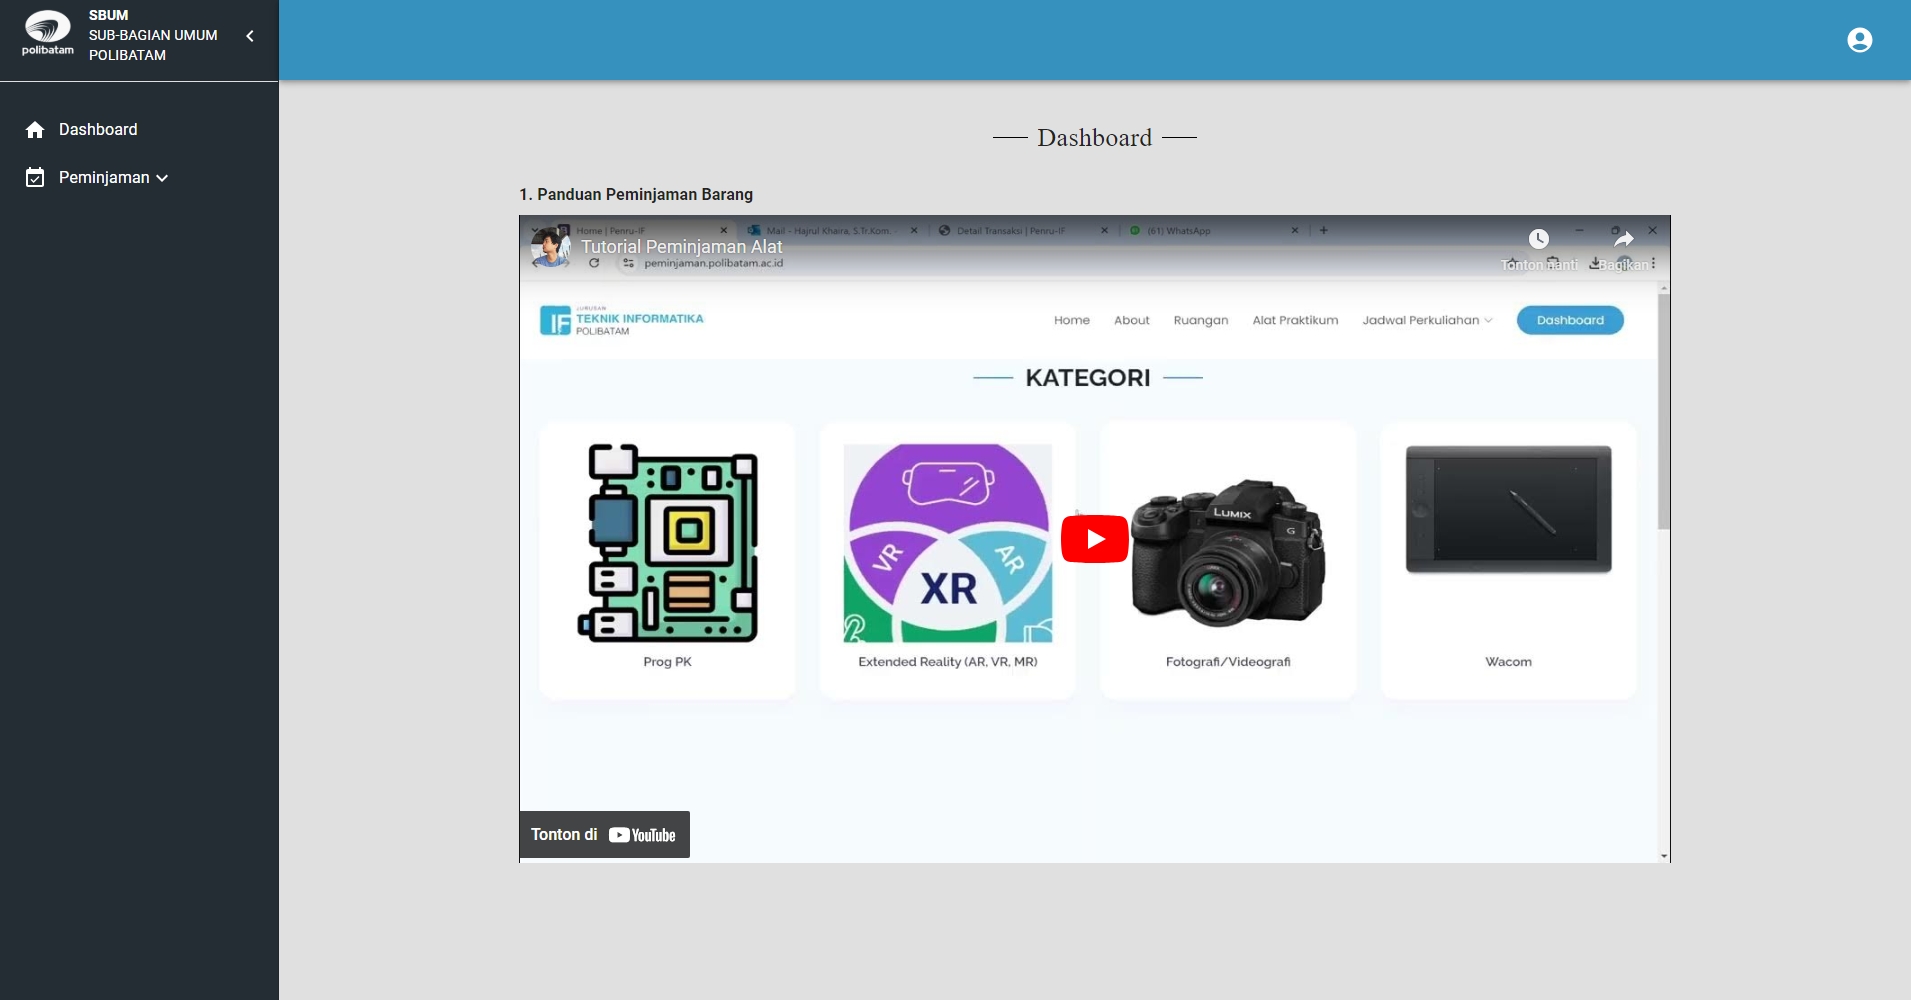 SBUM
SUB-BAGIAN UMUM
POLIBATAM
polibatam
Dashboard
Peminjaman
Dashboard
1. Panduan Peminjaman Barang
Home | Penru-IF
Mail - Hajrul Khaira, S.Tr.Kom. -
Detail Transaksi | Penru-IF
(61) WhatsApp
Tutorial Peminjaman Alat
peminjaman.polibatam.ac.id
Tonton nanti
Bagikan
JURUSAN
TEKNIK INFORMATIKA
POLIBATAM
IF
Home
About
Ruangan
Alat Praktikum
Jadwal Perkuliahan
Dashboard
KATEGORI
VR
AR
XR
LUMIX
G
Prog PK
Extended Reality (AR, VR, MR)
Fotografi/Videografi
Wacom
Tonton di YouTube